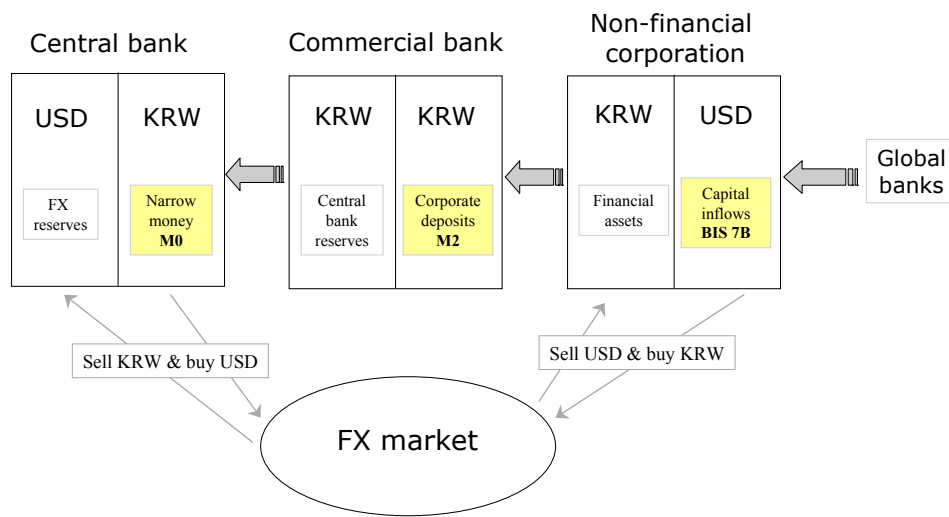 Central bank
Commercial bank
Non-financial
corporation
USD
KRW
KRW
KRW
KRW
USD
Global
banks
FX
reserves
Narrow
money
M0
Central
bank
reserves
Corporate
deposits
M2
Financial
assets
Capital
inflows
BIS 7B
Sell KRW & buy USD
Sell USD & buy KRW
FX market